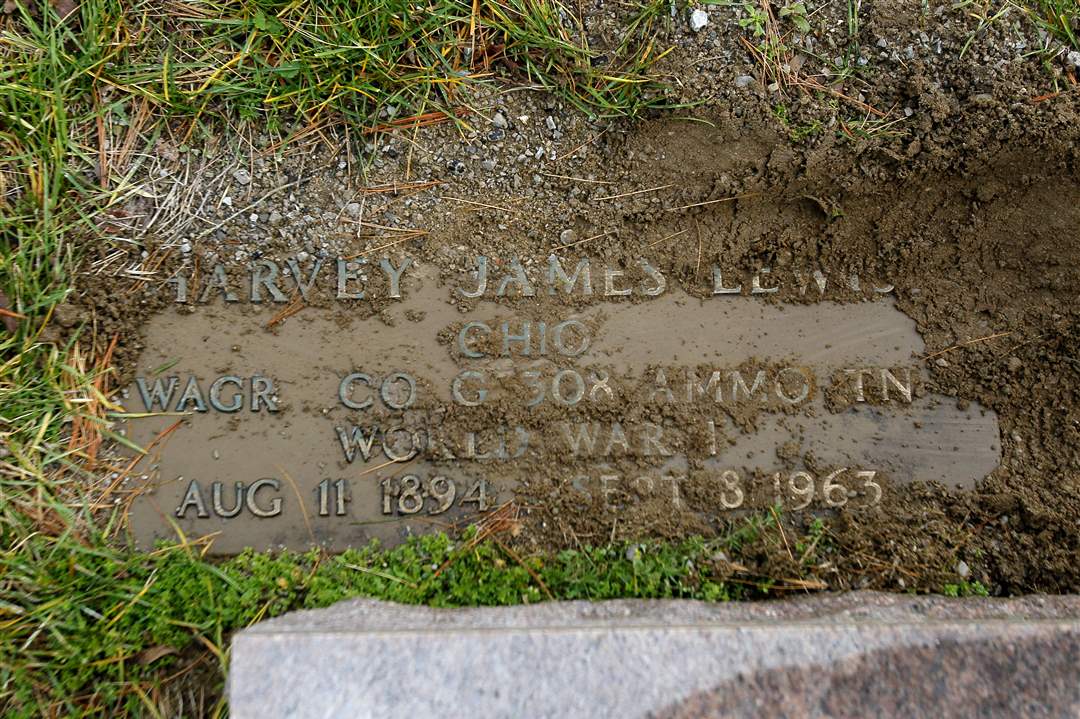 HARVEY JAMES LEWIS
OHIO
WAGR CO G 308 AMMO TN
WORLD WAR I
AUG 11 1894 SEPT 8 1963